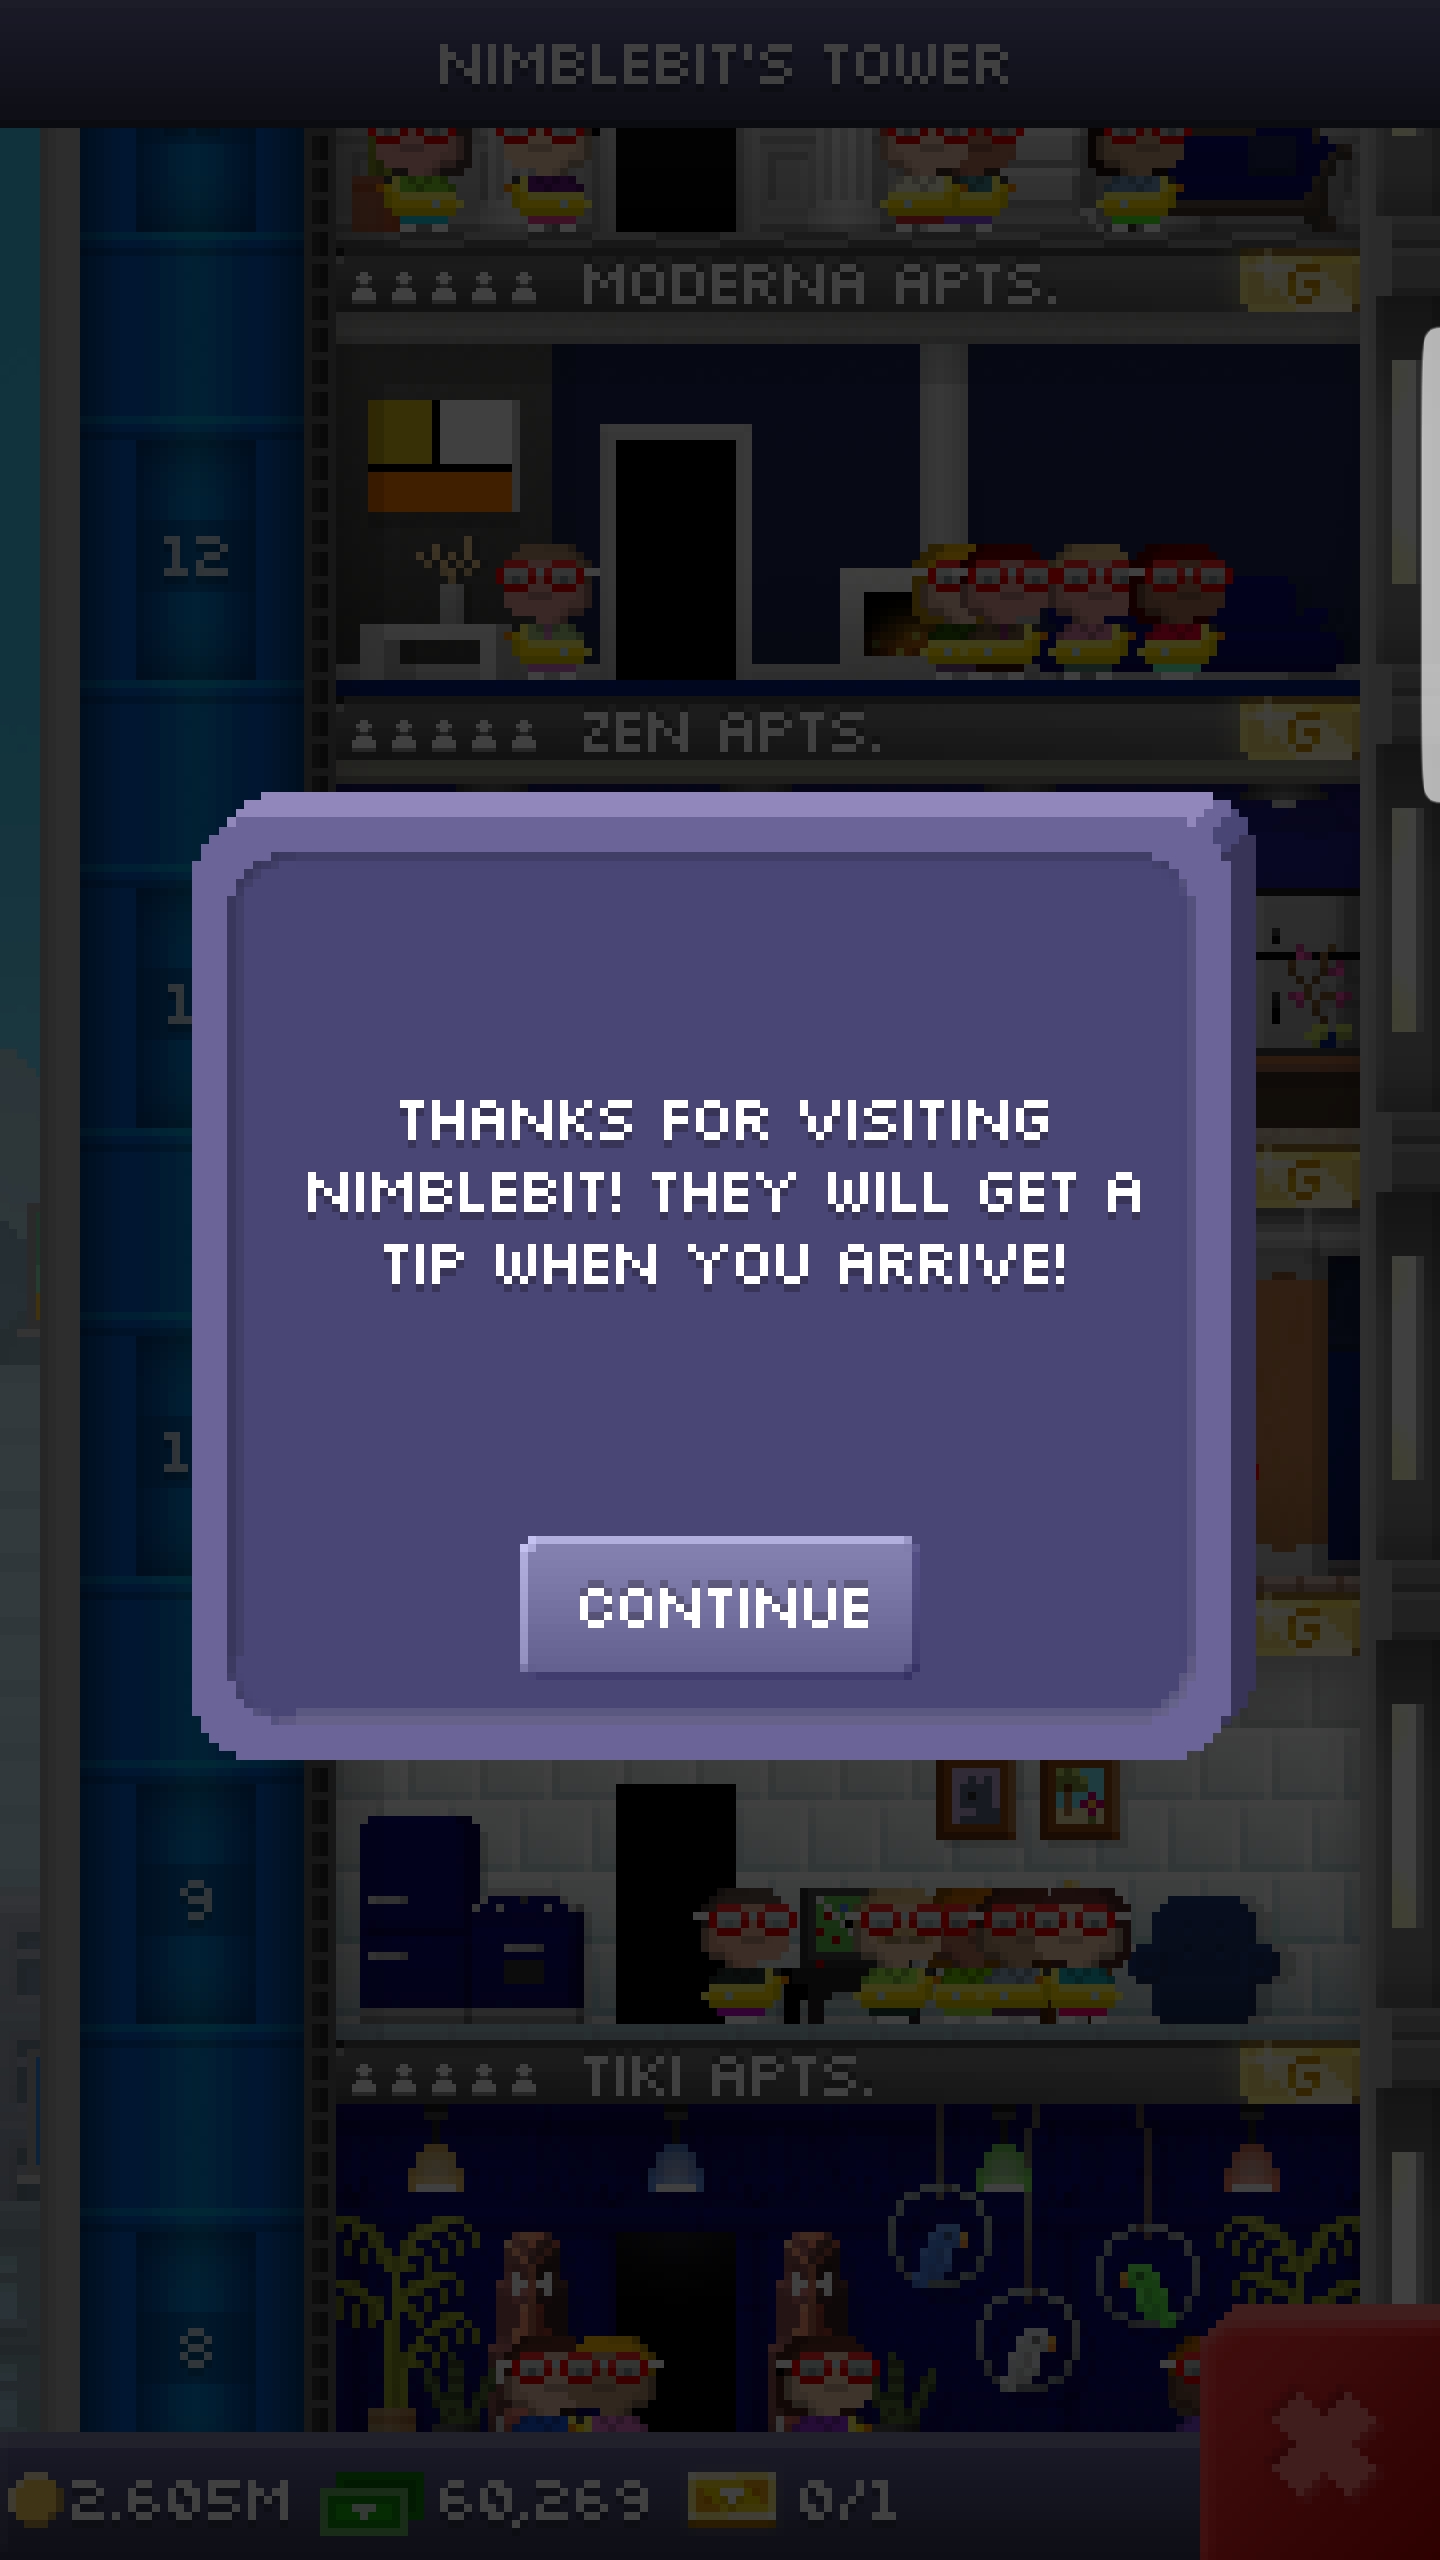 NIMBLEBIT'S TOWER
MODERNA APTS.
G
12
ZEN APTS.
G
THANKS FOR VISITING
NIMBLEBIT! THEY WILL GET A
TIP WHEN YOU ARRIVE!
G
CONTINUE
G
9
TIKI APTS.
G
8
2.605M
60,269
0/1